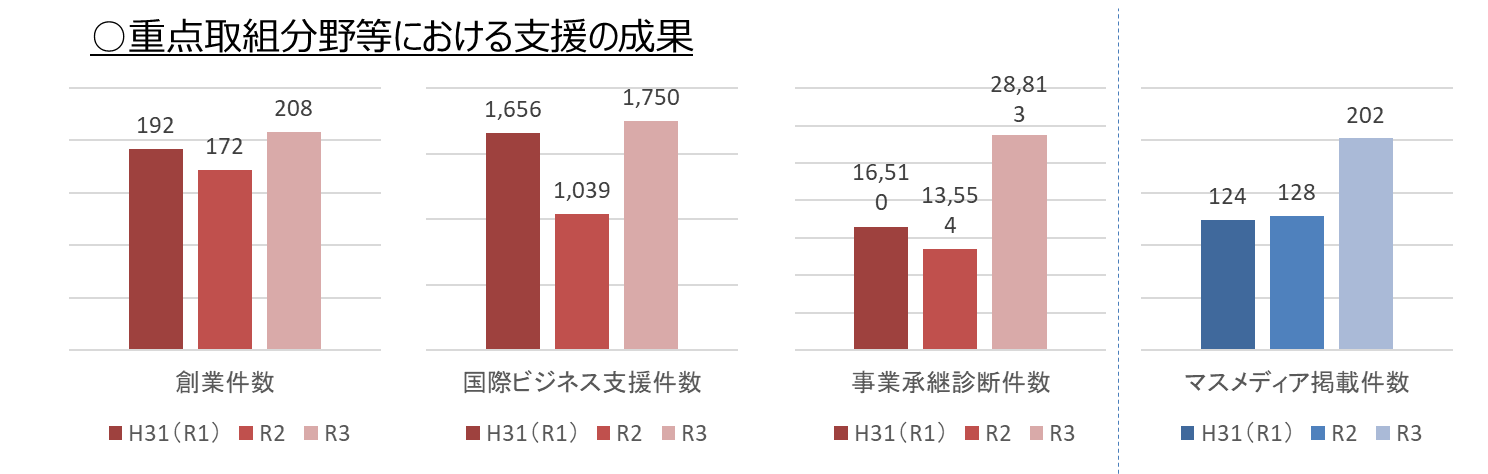 ○重点取組分野等における支援の成果
192
172
208
創業件数
H31（R1） R2 R3
1,656
1,039
1,750
国際ビジネス支援件数
H31（R1） R2 R3
16,51
0
13,55
4
28,81
3
事業承継診断件数
H31（R1） R2 R3
124
128
202
マスメディア掲載件数
H31（R1） R2 R3